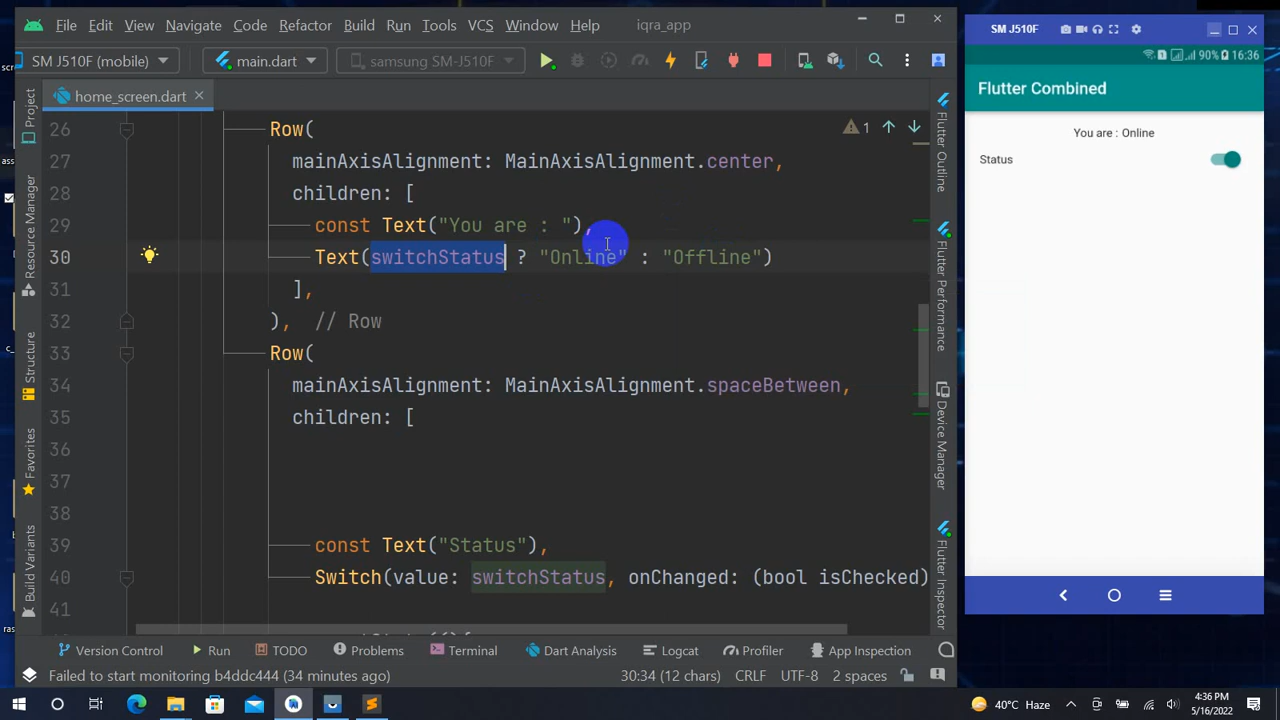 File Edit View Navigate Code Refactor Build Run Tools VCS Window Help iqra_app
SM J510F (mobile) main.dart samsung SM-J510F
home_screen.dart
26 Row(
27 mainAxisAlignment: MainAxisAlignment.center,
28 children: [
29 const Text("You are : "),
30 Text(switchStatus ? "Online" : "Offline")
31 ],
32 ), // Row
33 Row(
34 mainAxisAlignment: MainAxisAlignment.spaceBetween,
35 children: [
36
37
38
39 const Text("Status"),
40 Switch(value: switchStatus, onChanged: (bool isChecked)
41
1
Project
Resource Manager
Structure
Favorites
Build Variants
Flutter Outline
Flutter Performance
Device Manager
Flutter Inspector
Version Control Run TODO Problems Terminal Dart Analysis Logcat Profiler App Inspection
Failed to start monitoring b4ddc444 (34 minutes ago) 30:34 (12 chars) CRLF UTF-8 2 spaces
SM J510F
90% 16:36
Flutter Combined
You are : Online
Status
40°C Haze
4:36 PM
5/16/2022